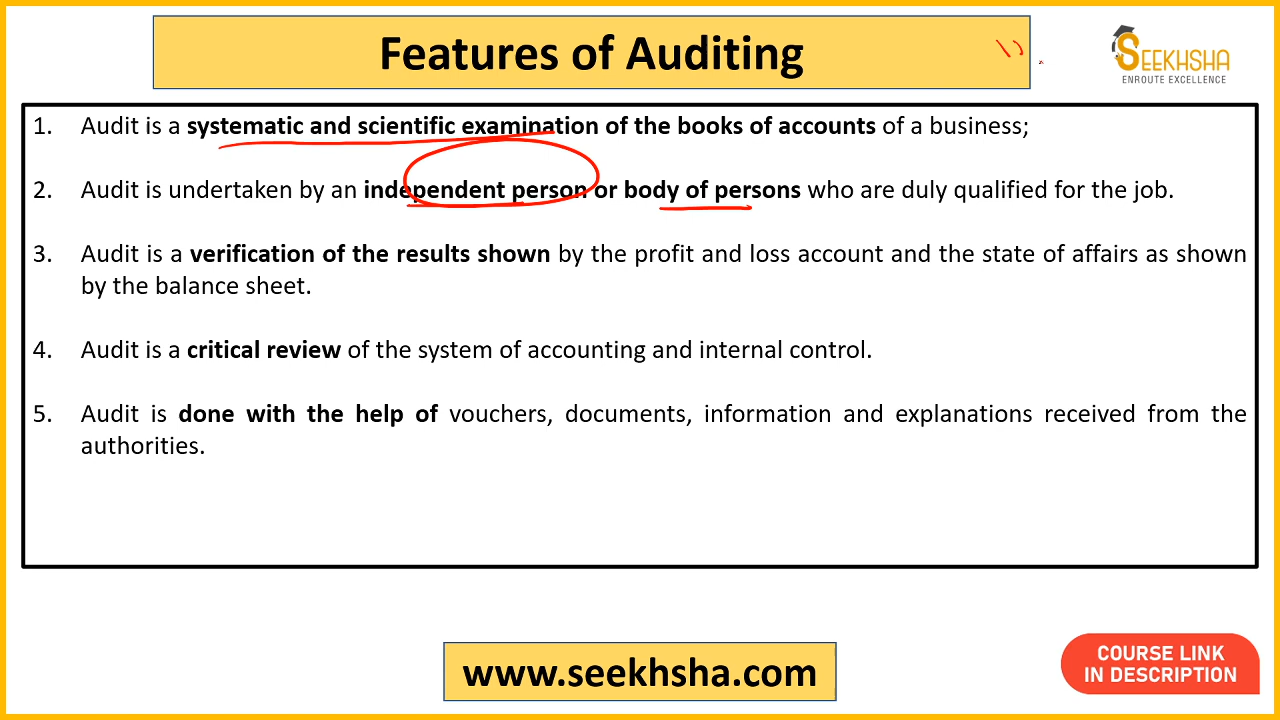 Features of Auditing
SEEKHSHA
ENROUTE EXCELLENCE
1. Audit is a systematic and scientific examination of the books of accounts of a business;
2. Audit is undertaken by an independent person or body of persons who are duly qualified for the job.
3. Audit is a verification of the results shown by the profit and loss account and the state of affairs as shown
by the balance sheet.
4. Audit is a critical review of the system of accounting and internal control.
5. Audit is done with the help of vouchers, documents, information and explanations received from the
authorities.
www.seekhsha.com
COURSE LINK
IN DESCRIPTION